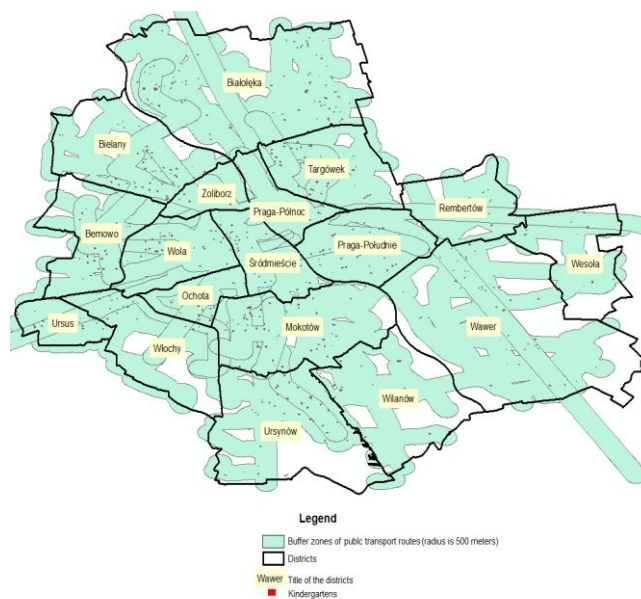 Białołęka
Bielany
Targówek
Żoliborz
Rembertów
Praga-Północ
Bemowo
Wola
Praga-Południe
Śródmieście
Wesoła
Ochota
Ursus
Mokotów
Wawer
Włochy
Wilanów
Ursynów
Legend
Buffer zones of publc transport routes (radius is 500 meters)
Districts
Wawer Title of the districts
Kindergartens